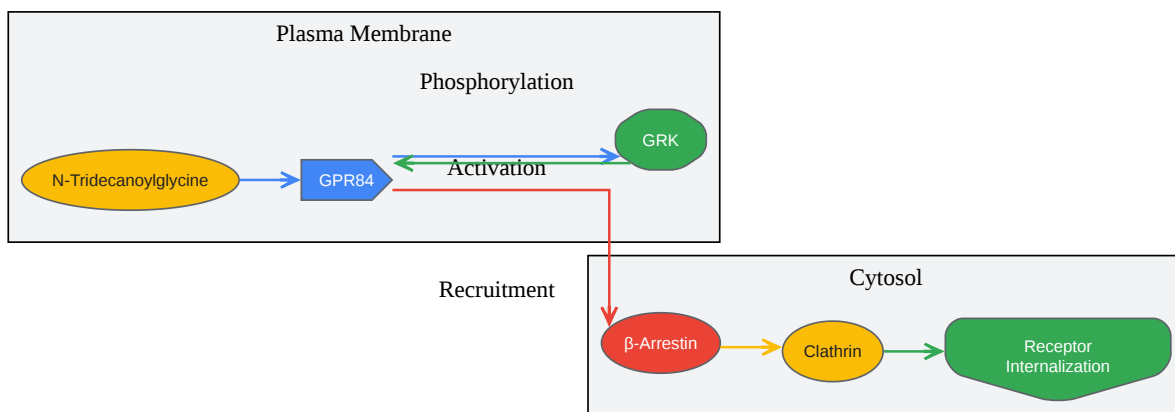 Plasma Membrane
Phosphorylation
GRK
Activation
N-Tridecanoylglycine
GPR84
Recruitment
Cytosol
β-Arrestin
Clathrin
Receptor
Internalization